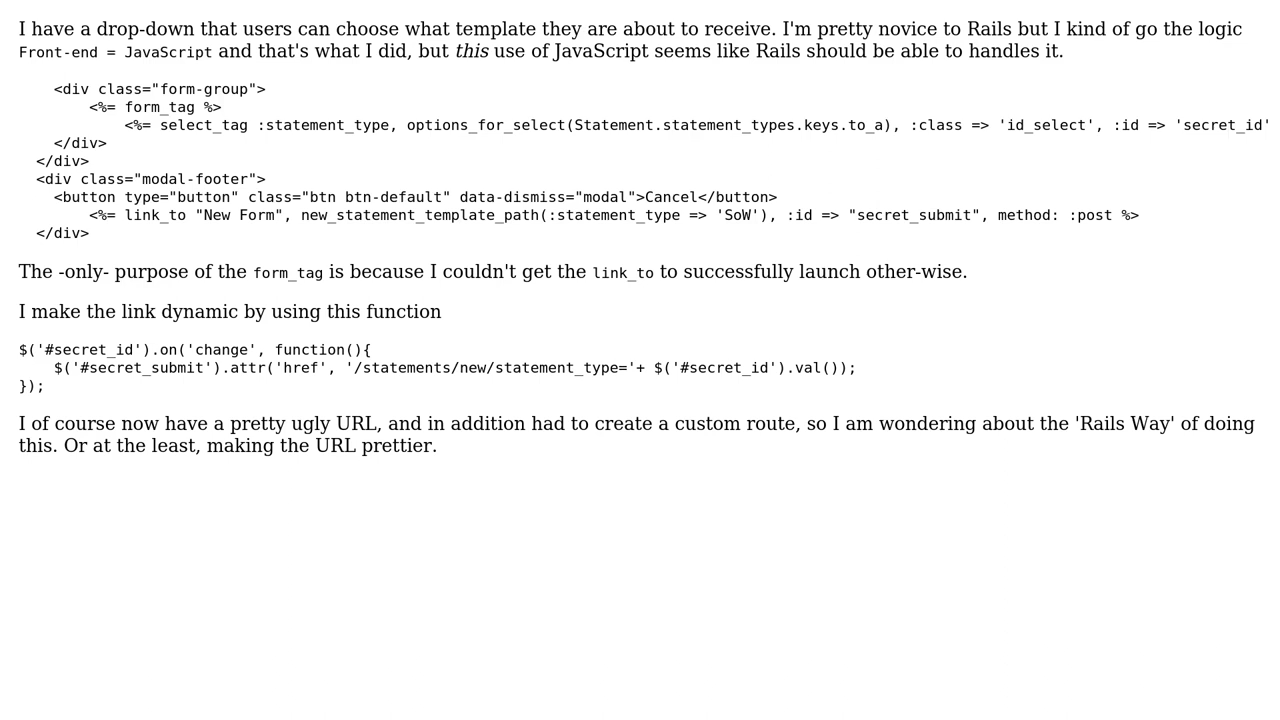 I have a drop-down that users can choose what template they are about to receive. I'm pretty novice to Rails but I kind of go the logic
Front-end = JavaScript and that's what I did, but this use of JavaScript seems like Rails should be able to handles it.
<div class="form-group">
<%= form_tag %>
<%= select_tag :statement_type, options_for_select(Statement.statement_types.keys.to_a), :class => 'id_select', :id => 'secret_id'
</div>
</div>
<div class="modal-footer">
<button type="button" class="btn btn-default" data-dismiss="modal">Cancel</button>
<%= link_to "New Form", new_statement_template_path(:statement_type => 'SoW'), :id => "secret_submit", method: :post %>
</div>
The -only- purpose of the form_tag is because I couldn't get the link_to to successfully launch other-wise.
I make the link dynamic by using this function
$('#secret_id').on('change', function(){
$('#secret_submit').attr('href', '/statements/new/statement_type='+ $('#secret_id').val());
});
I of course now have a pretty ugly URL, and in addition had to create a custom route, so I am wondering about the 'Rails Way' of doing
this. Or at the least, making the URL prettier.